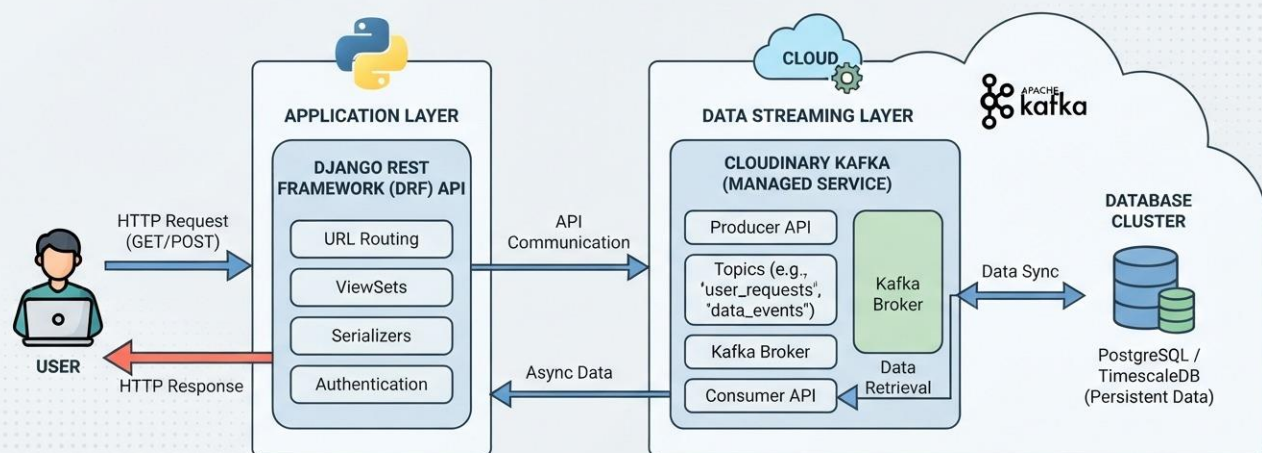 APPLICATION LAYER
DJANGO REST
FRAMEWORK (DRF) API
URL Routing
ViewSets
Serializers
Authentication
HTTP Request
(GET/POST)
USER
HTTP Response
API
Communication
Async Data
CLOUD
DATA STREAMING LAYER
CLOUDINARY KAFKA
(MANAGED SERVICE)
Producer API
Topics (e.g.,
"user_requests",
"data_events")
Kafka Broker
Consumer API
Kafka
Broker
Data
Retrieval
APACHE
kafka
Data Sync
DATABASE
CLUSTER
PostgreSQL /
TimescaleDB
(Persistent Data)